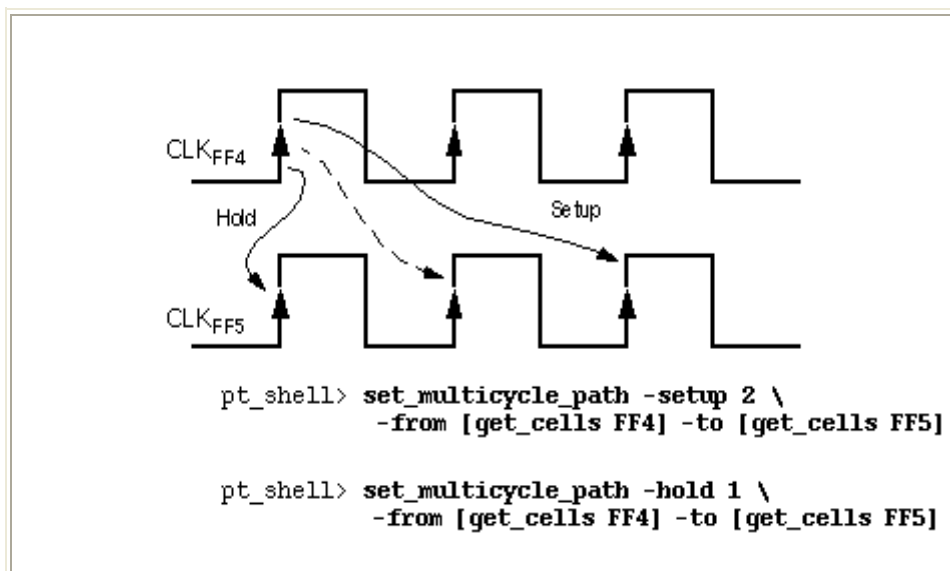 CLKFF4
Hold
Setup
CLKFF5
pt_shell> set_multicycle_path -setup 2 \
-from [get_cells FF4] -to [get_cells FF5]
pt_shell> set_multicycle_path -hold 1 \
-from [get_cells FF4] -to [get_cells FF5]